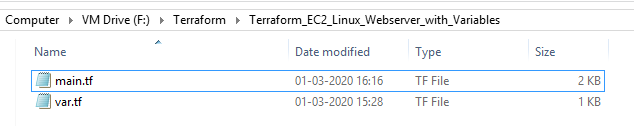 Computer ▸ VM Drive (F:) ▸ Terraform ▸ Terraform_EC2_Linux_Webserver_with_Variables
Name Date modified Type Size
main.tf 01-03-2020 16:16 TF File 2 KB
var.tf 01-03-2020 15:28 TF File 1 KB